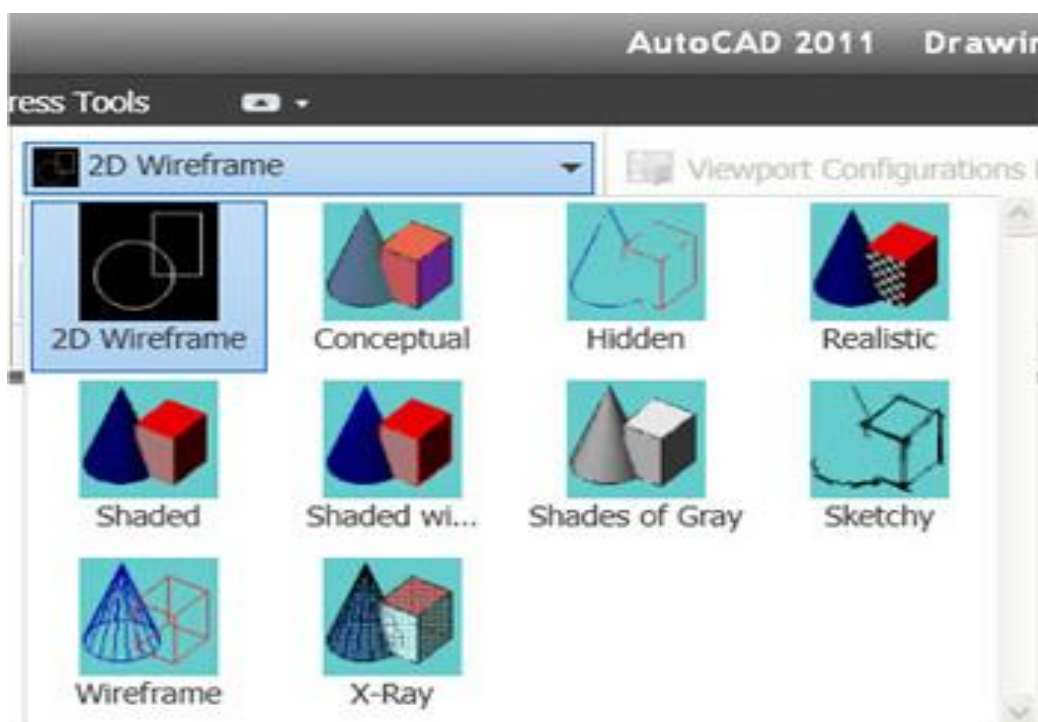 AutoCAD 2011 Drawin
ress Tools
2D Wireframe
Viewport Configurations
2D Wireframe Conceptual Hidden Realistic
Shaded Shaded wi... Shades of Gray Sketchy
Wireframe X-Ray